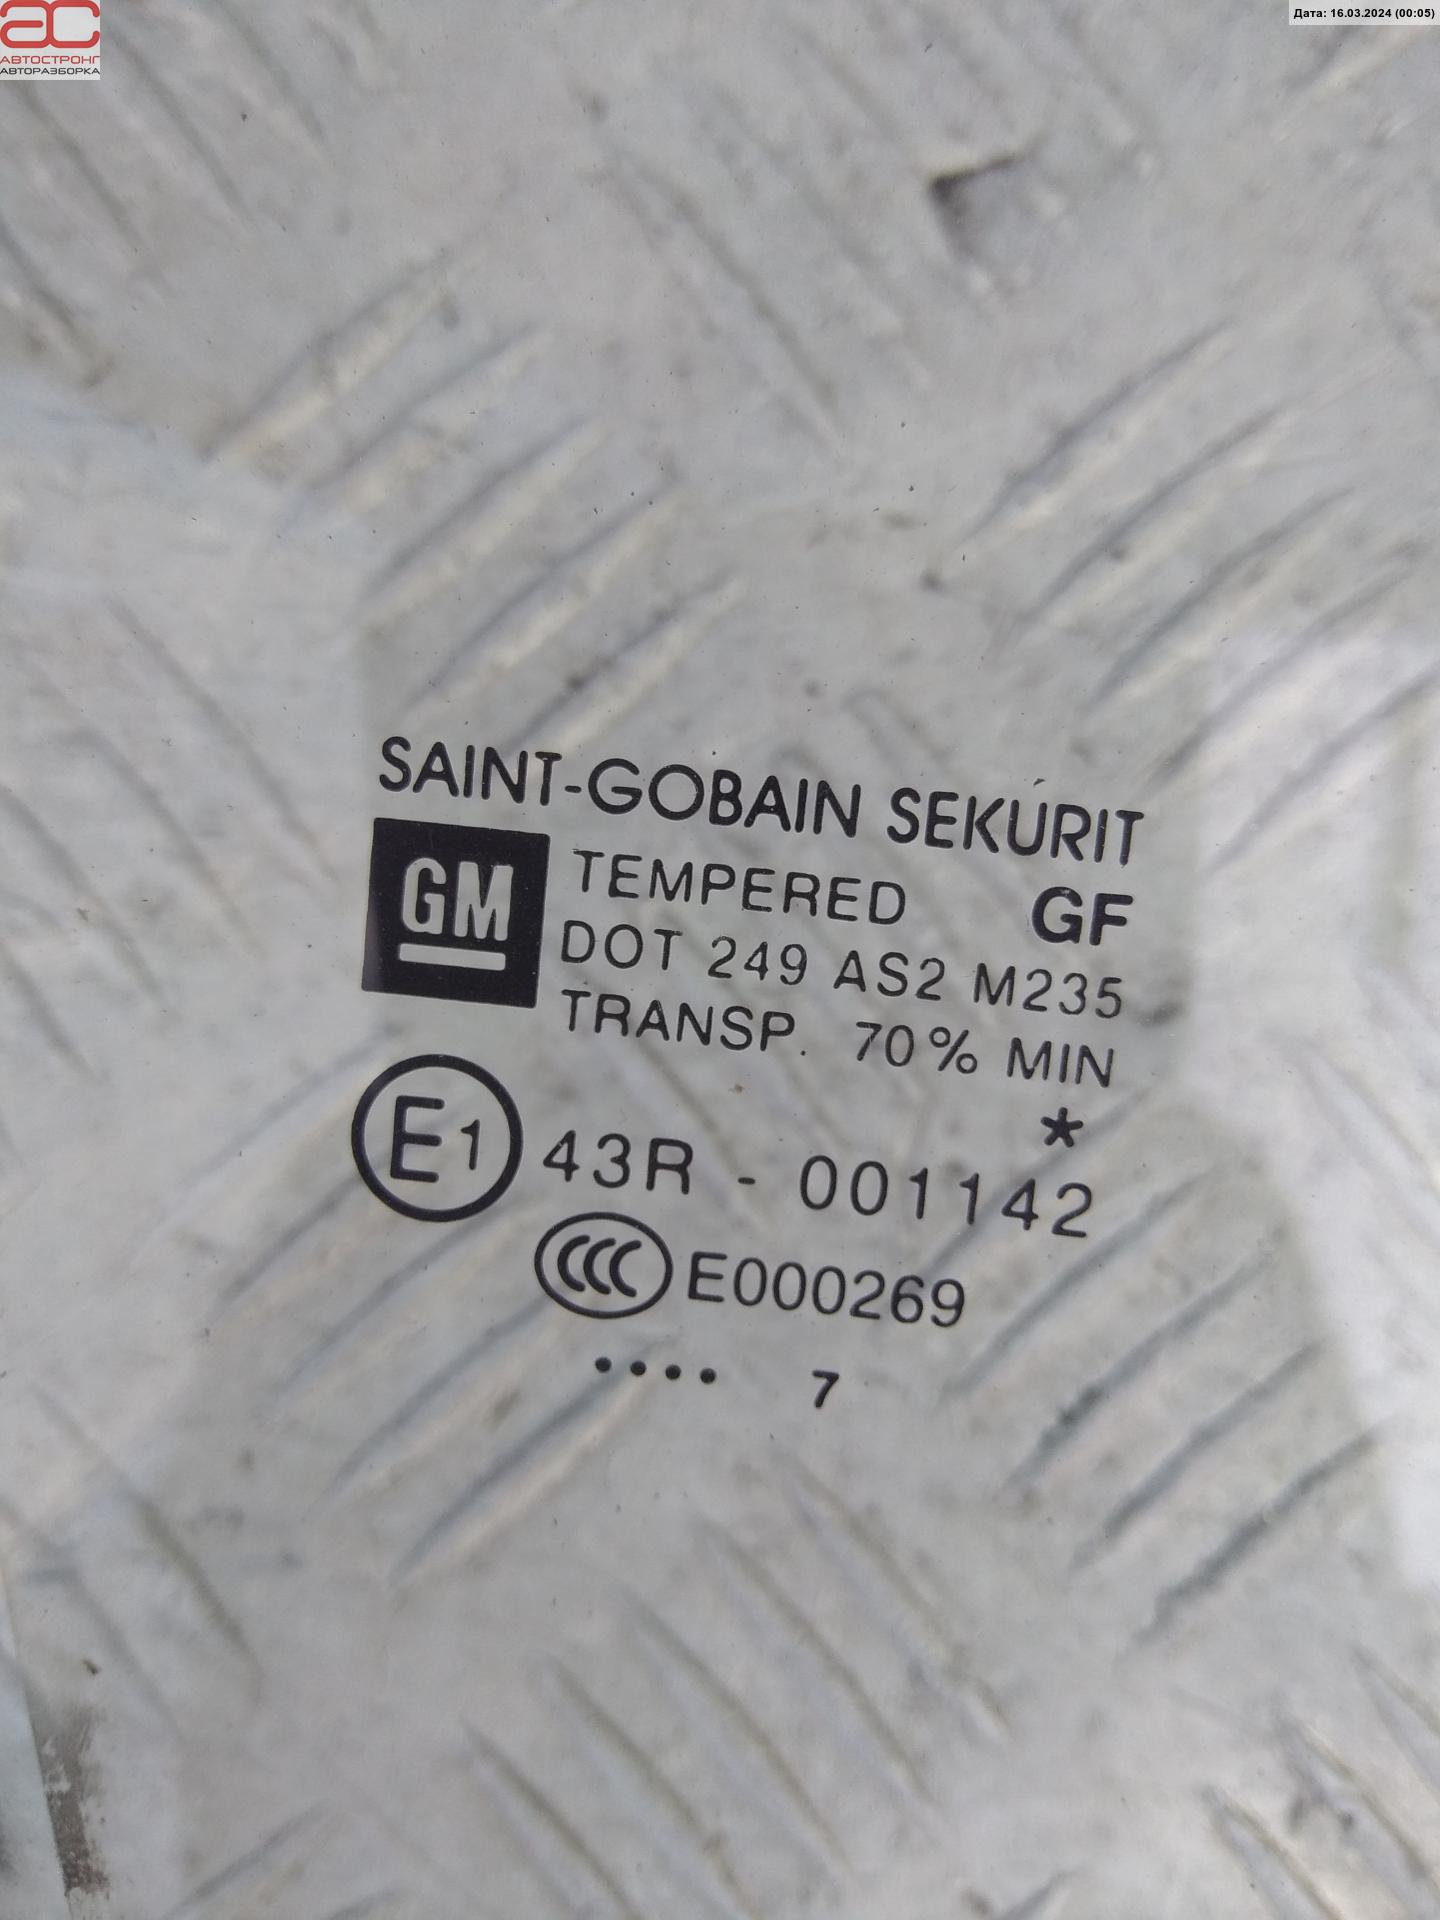 АВТОСТРОНГ
АВТОРАЗБОРКА
Дата: 16.03.2024 (00:05)
SAINT-GOBAIN SEKURIT
GM
TEMPERED GF
DOT 249 AS2 M235
TRANSP. 70% MIN
*
E1 43R - 001142
CCC E000269
.... 7